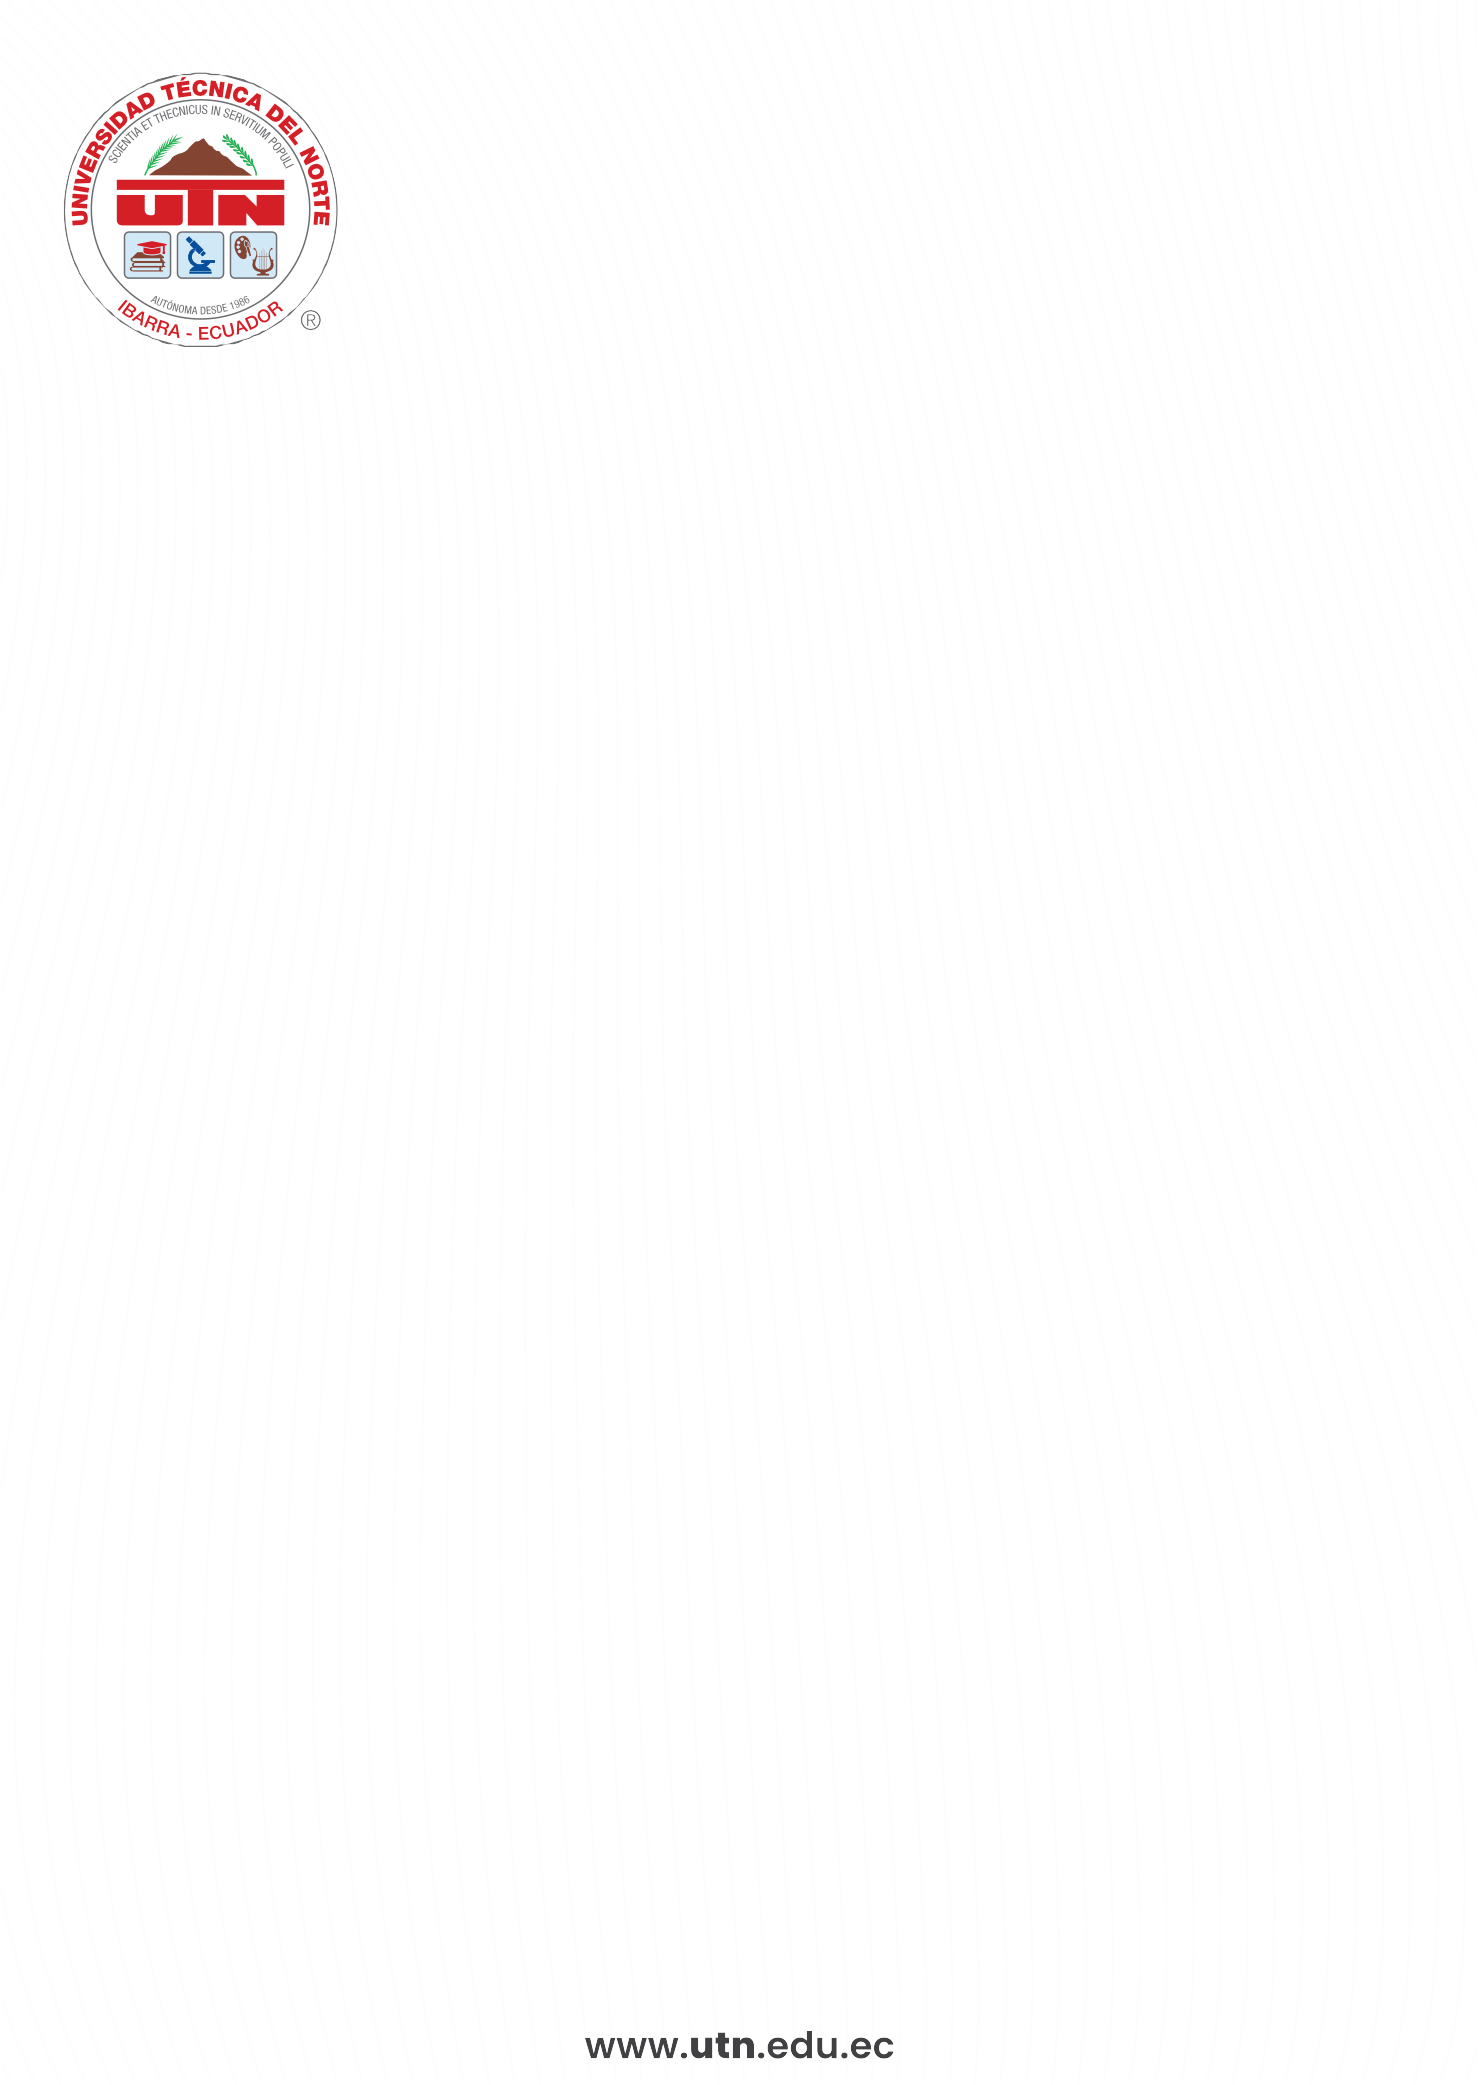 UNIVERSIDAD TÉCNICA DEL NORTE
SCIENTIA ET THECNICUS IN SERVITIUM POPULI
UTN
AUTÓNOMA DESDE 1986
IBARRA - ECUADOR
®
www.utn.edu.ec